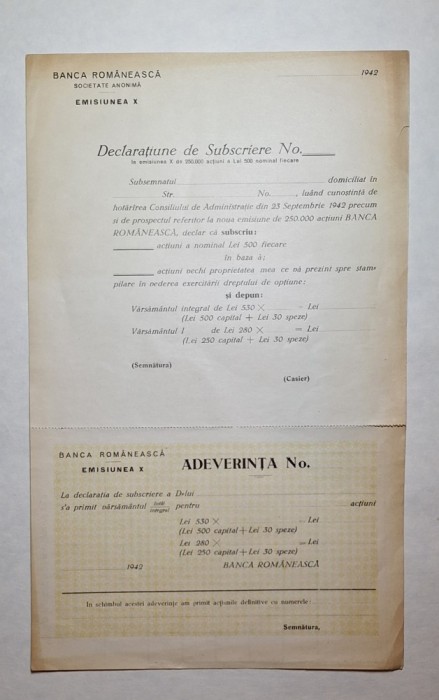 BANCA ROMÂNEASCĂ
SOCIETATE ANONIMĂ
EMISIUNEA X
1942
Declarațiune de Subscriere No.
la emisiunea X de 250.000 acțiuni a Lei 500 nominal fiecare
Subsemnatul domiciliat în
Str. No. , luând cunoștință de
hotărîrea Consiliului de Administrație din 23 Septembrie 1942 precum
și de prospectul referitor la noua emisiune de 250.000 acțiuni BANCA
ROMÂNEASCĂ, declar că subscriu:
acțiuni a nominal Lei 500 fiecare
în baza a:
acțiuni vechi proprietatea mea ce vă prezint spre ștam-
pilare în vederea exercitării dreptului de opțiune:
și depun:
Vărsământul integral de Lei 530 X = Lei
(Lei 500 capital + Lei 30 speze)
Vărsământul I de Lei 280 X = Lei
(Lei 250 capital + Lei 30 speze)
(Semnătura)
(Casier)
BANCA ROMÂNEASCĂ
EMISIUNEA X
ADEVERINȚA No.
La declarația de subscriere a D-lui
s'a primit vărsământul integral pentru acțiuni
Lei 530 X = Lei
(Lei 500 capital + Lei 30 speze)
Lei 280 X = Lei
(Lei 250 capital + Lei 30 speze)
1942 BANCA ROMÂNEASCĂ
În schimbul acestei adeverințe am primit acțiunile definitive cu numerele:
Semnătura,